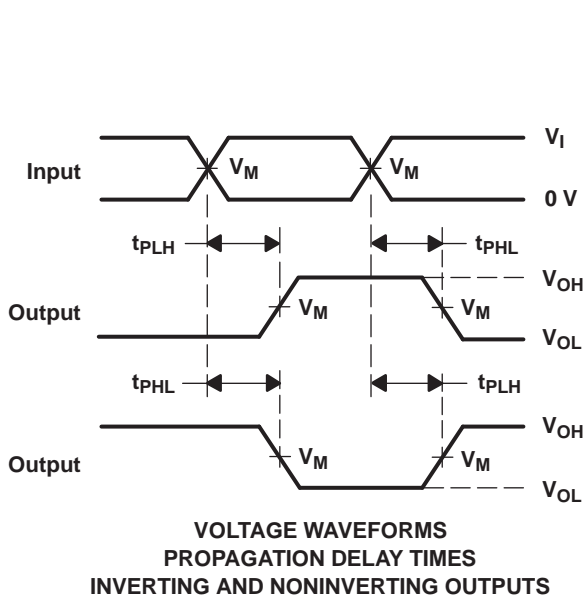 V_I
Input V_M V_M
0 V
t_PLH t_PHL
V_OH
Output V_M V_M
V_OL
t_PHL t_PLH
V_OH
Output V_M V_M
V_OL
VOLTAGE WAVEFORMS
PROPAGATION DELAY TIMES
INVERTING AND NONINVERTING OUTPUTS